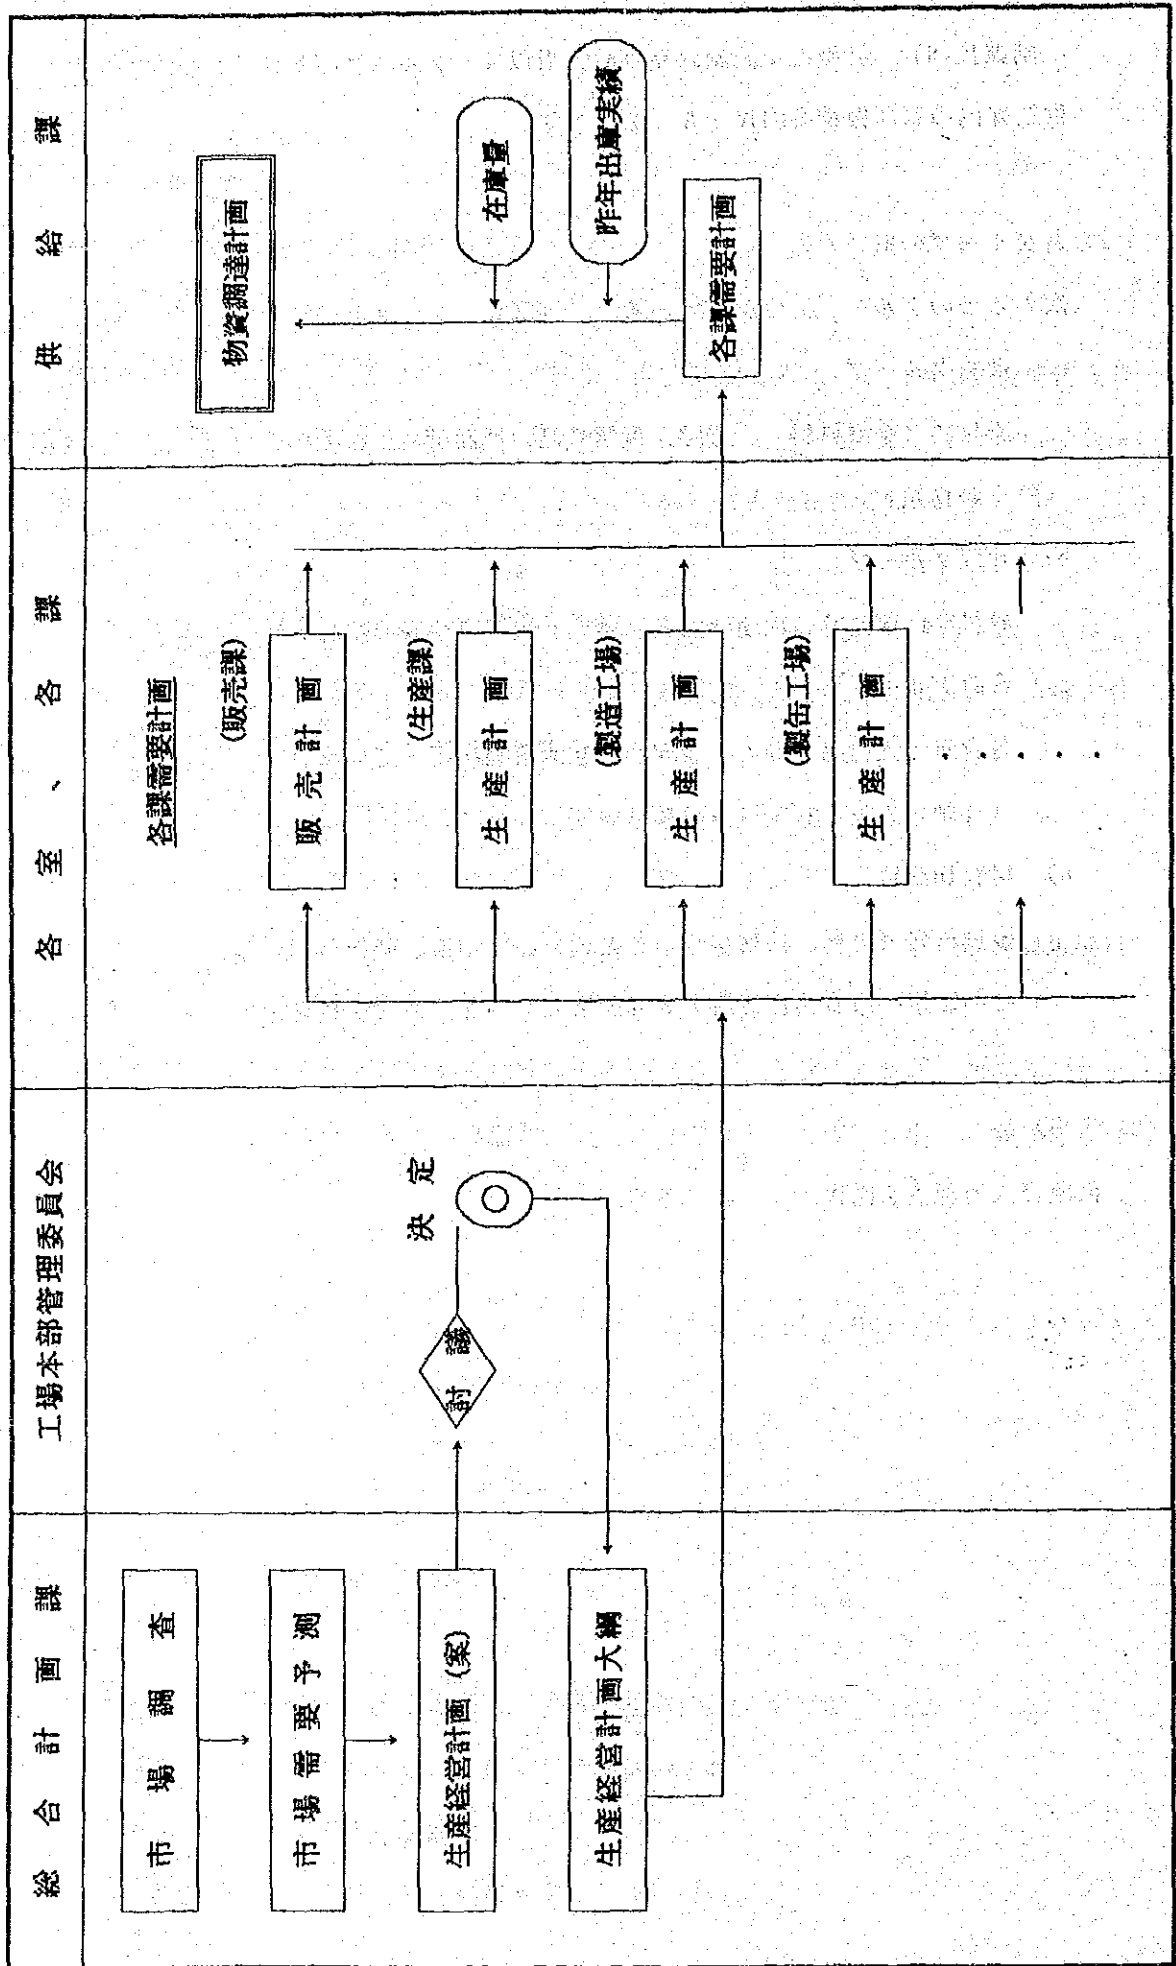 総合計画課
工場本部管理委員会
各室、各課
供給課
市場調査
市場需要予測
生産経営計画(案)
生産経営計画大綱
討議
決定
各課需要計画
(販売課)
販売計画
(生産課)
生産計画
(製造工場)
生産計画
(製缶工場)
生産計画
・・・・・
物資調達計画
在庫量
昨年出庫実績
各課需要計画